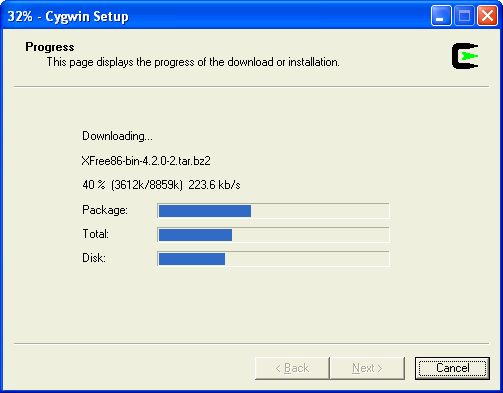 32% - Cygwin Setup
Progress
This page displays the progress of the download or installation.
Downloading...
XFree86-bin-4.2.0-2.tar.bz2
40 % (3612k/8859k) 223.6 kb/s
Package:
Total:
Disk:
< Back Next > Cancel